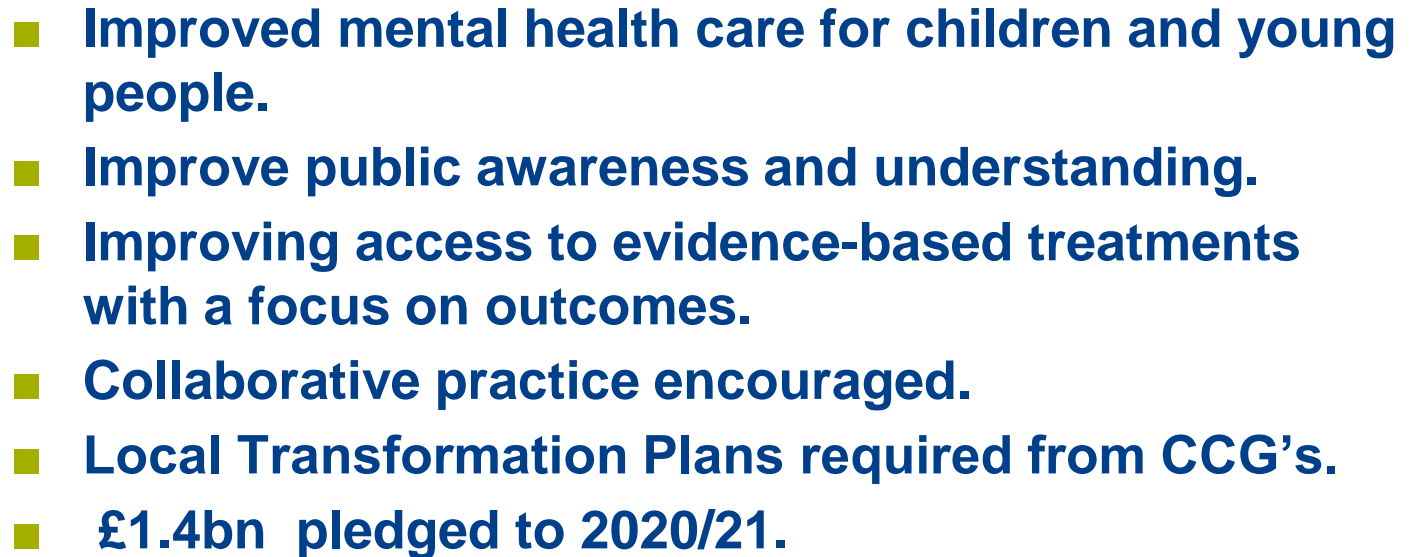 Improved mental health care for children and young
people.
Improve public awareness and understanding.
Improving access to evidence-based treatments
with a focus on outcomes.
Collaborative practice encouraged.
Local Transformation Plans required from CCG’s.
£1.4bn  pledged to 2020/21.